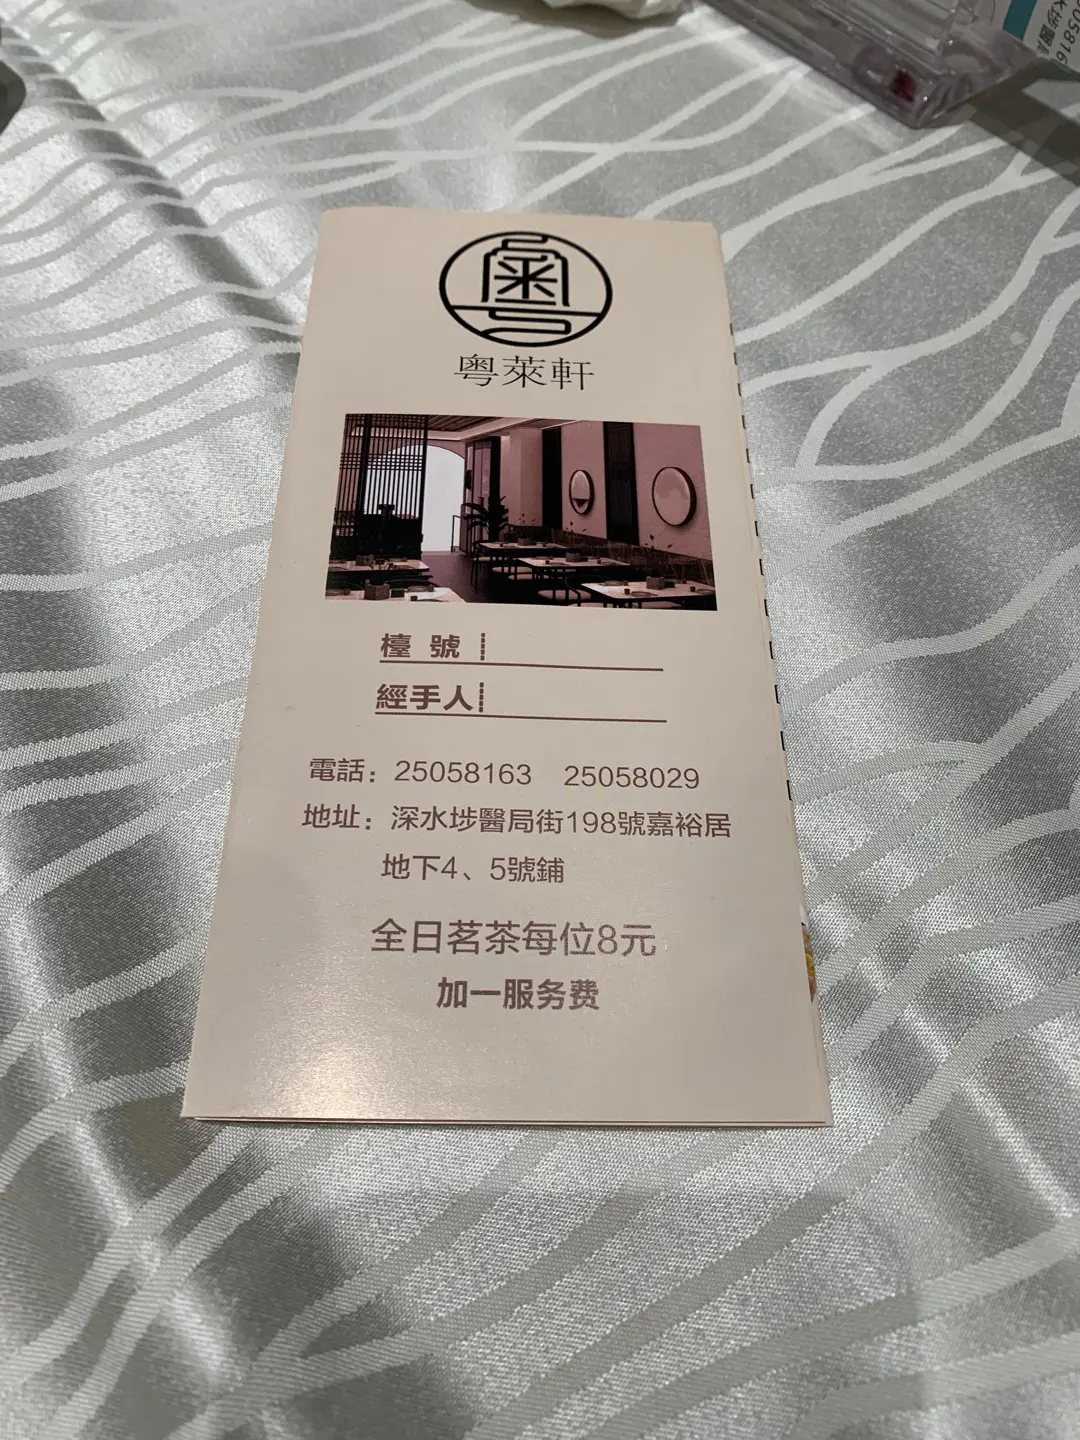 粤
粤萊軒
檯號
經手人
電話：25058163 25058029
地址：深水埗醫局街198號嘉裕居
地下4、5號鋪
全日茗茶每位8元
加一服务费